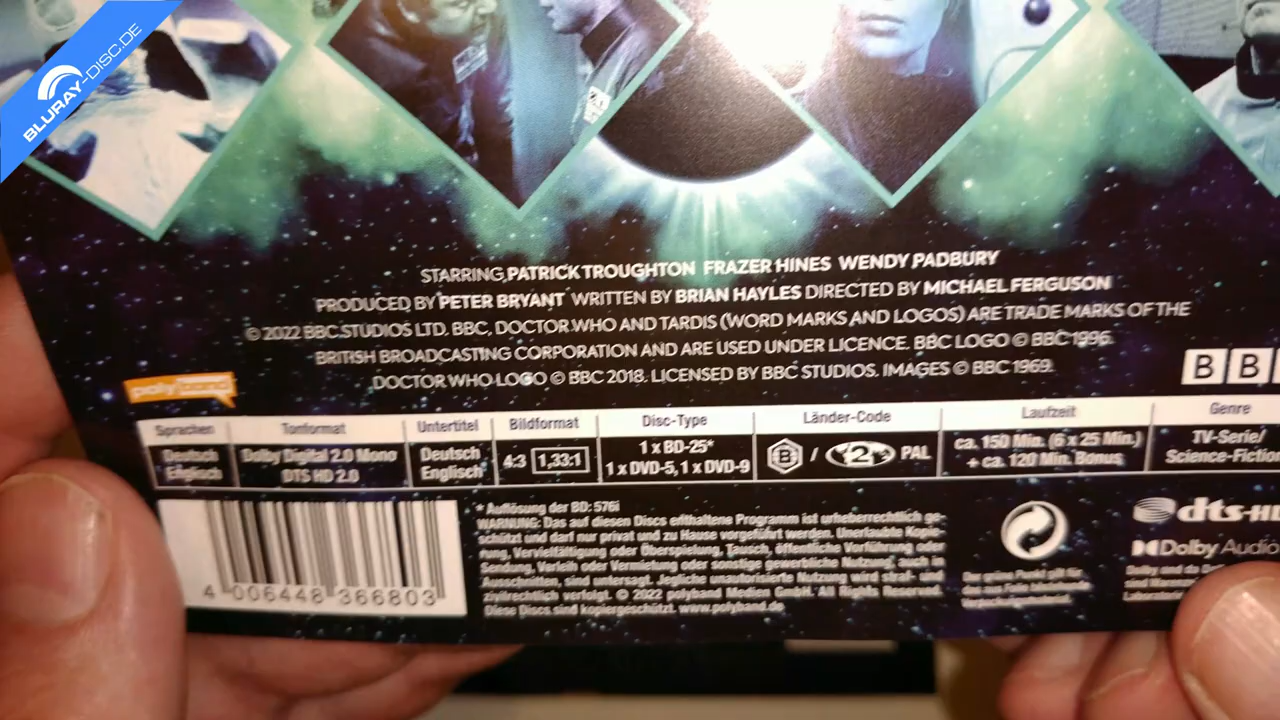 BLURAY-DISC.DE
STARRING PATRICK TROUGHTON FRAZER HINES WENDY PADBURY
PRODUCED BY PETER BRYANT WRITTEN BY BRIAN HAYLES DIRECTED BY MICHAEL FERGUSON
© 2022 BBC STUDIOS LTD. BBC, DOCTOR WHO AND TARDIS (WORD MARKS AND LOGOS) ARE TRADE MARKS OF THE
BRITISH BROADCASTING CORPORATION AND ARE USED UNDER LICENCE. BBC LOGO © BBC 1996.
DOCTOR WHO LOGO © BBC 2018. LICENSED BY BBC STUDIOS. IMAGES © BBC 1969.
polyband
BB
Sprachen Tonformat Untertitel Bildformat Disc-Type Länder-Code Laufzeit Genre
Deutsch Dolby Digital 2.0 Mono Deutsch 4:3 1,33:1 1 x BD-25* B / 2 PAL ca. 150 Min. (6 x 25 Min.) TV-Serie/
Englisch DTS HD 2.0 Englisch 1 x DVD-5, 1 x DVD-9 + ca. 120 Min. Bonus Science-Fiction
* Auflösung der BD: 576i
WARNUNG: Das auf diesen Discs enthaltene Programm ist urheberrechtlich ge-
schützt und darf nur privat und zu Hause vorgeführt werden. Unerlaubte Kopie-
rung, Vervielfältigung oder Überspielung, Tausch, öffentliche Vorführung oder
Sendung, Verleih oder Vermietung oder sonstige gewerbliche Nutzung, auch in
Ausschnitten, sind untersagt. Jegliche unautorisierte Nutzung wird straf- und
zivilrechtlich verfolgt. © 2022 polyband Medien GmbH. All Rights Reserved.
Diese Discs sind kopiergeschützt. www.polyband.de
4 006448 366803
dts-H
Dolby Audio